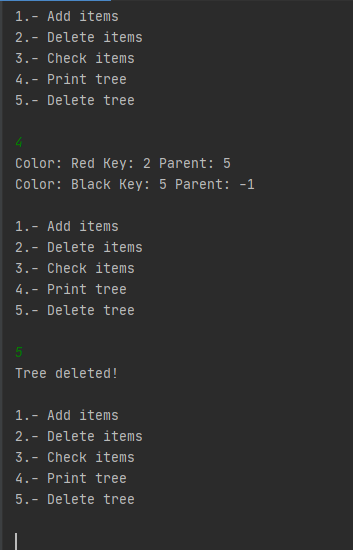 1.- Add items
2.- Delete items
3.- Check items
4.- Print tree
5.- Delete tree
4
Color: Red Key: 2 Parent: 5
Color: Black Key: 5 Parent: -1
1.- Add items
2.- Delete items
3.- Check items
4.- Print tree
5.- Delete tree
5
Tree deleted!
1.- Add items
2.- Delete items
3.- Check items
4.- Print tree
5.- Delete tree